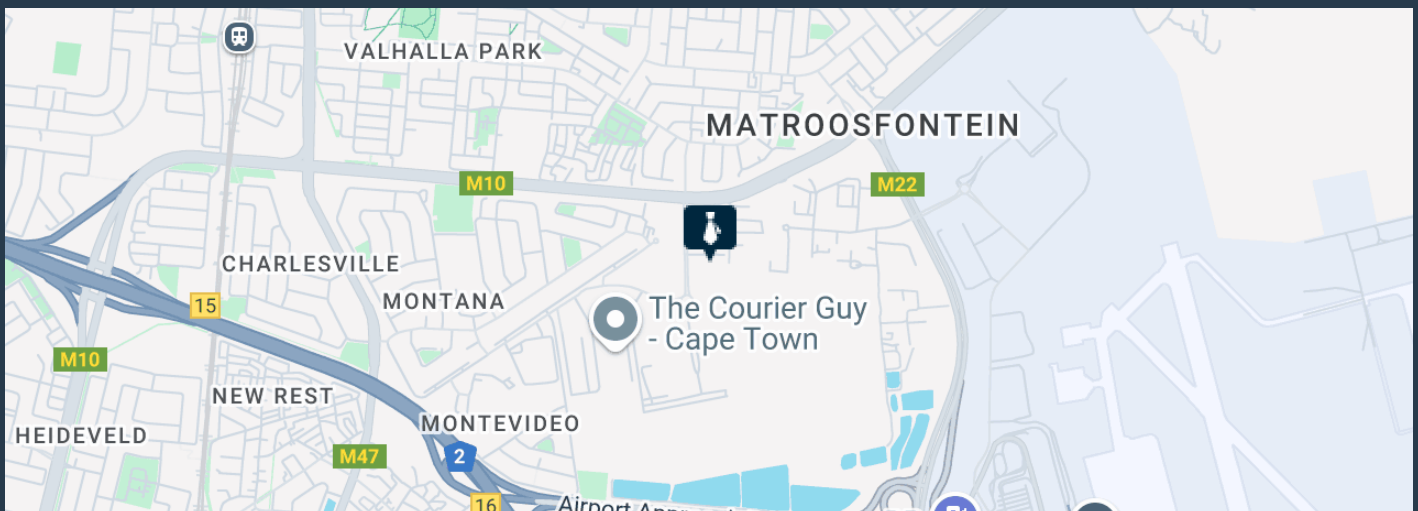 VALHALLA PARK
MATROOSFONTEIN
M10
M22
CHARLESVILLE
MONTANA
15
The Courier Guy
- Cape Town
M10
NEW REST
MONTEVIDEO
HEIDEVELD
M47
2
16
Airport